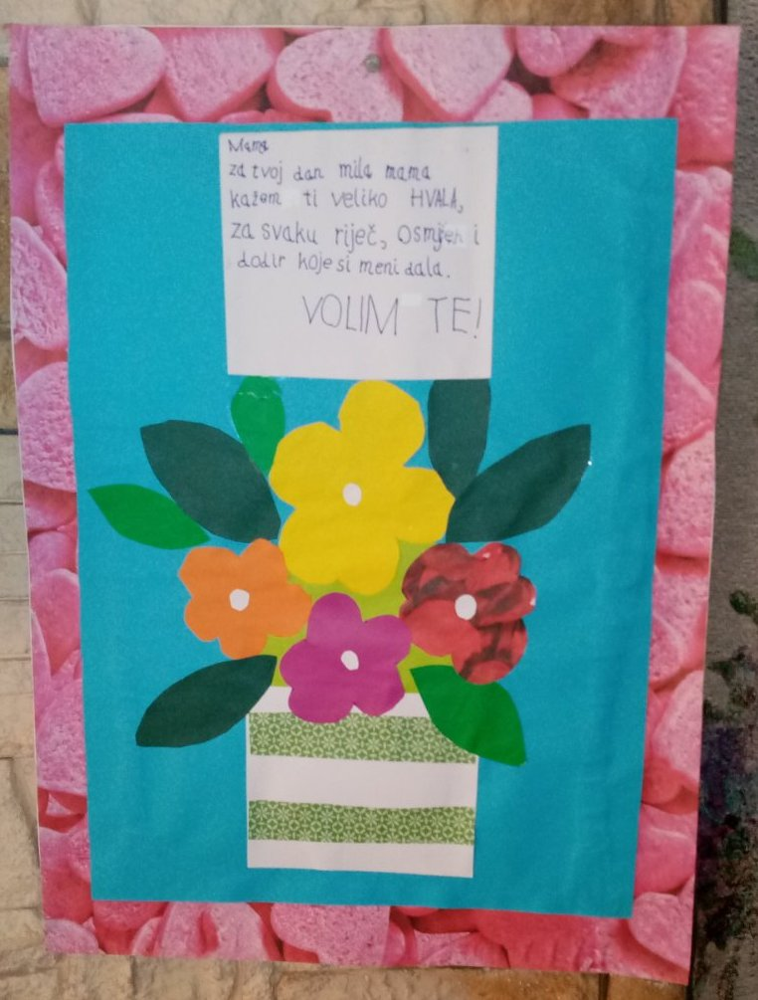 Mama
za tvoj dan mila mama
kažem ti veliko HVALA,
za svaku riječ, osmijeh i
dodir koje si meni dala.
VOLIM TE!